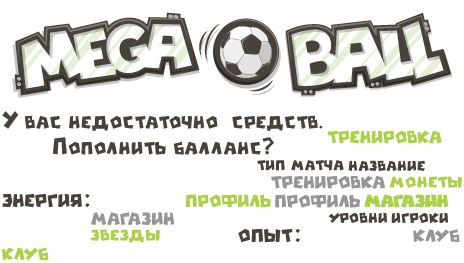 MEGA BALL
У вас недостаточно средств.
Пополнить балланс?
ТРЕНИРОВКА
ТИП МАТЧА НАЗВАНИЕ
ТРЕНИРОВКА МОНЕТЫ
ЭНЕРГИЯ: ПРОФИЛЬ ПРОФИЛЬ МАГАЗИН
МАГАЗИН УРОВНИ ИГРОКИ
ЗВЕЗДЫ ОПЫТ: КЛУБ
КЛУБ